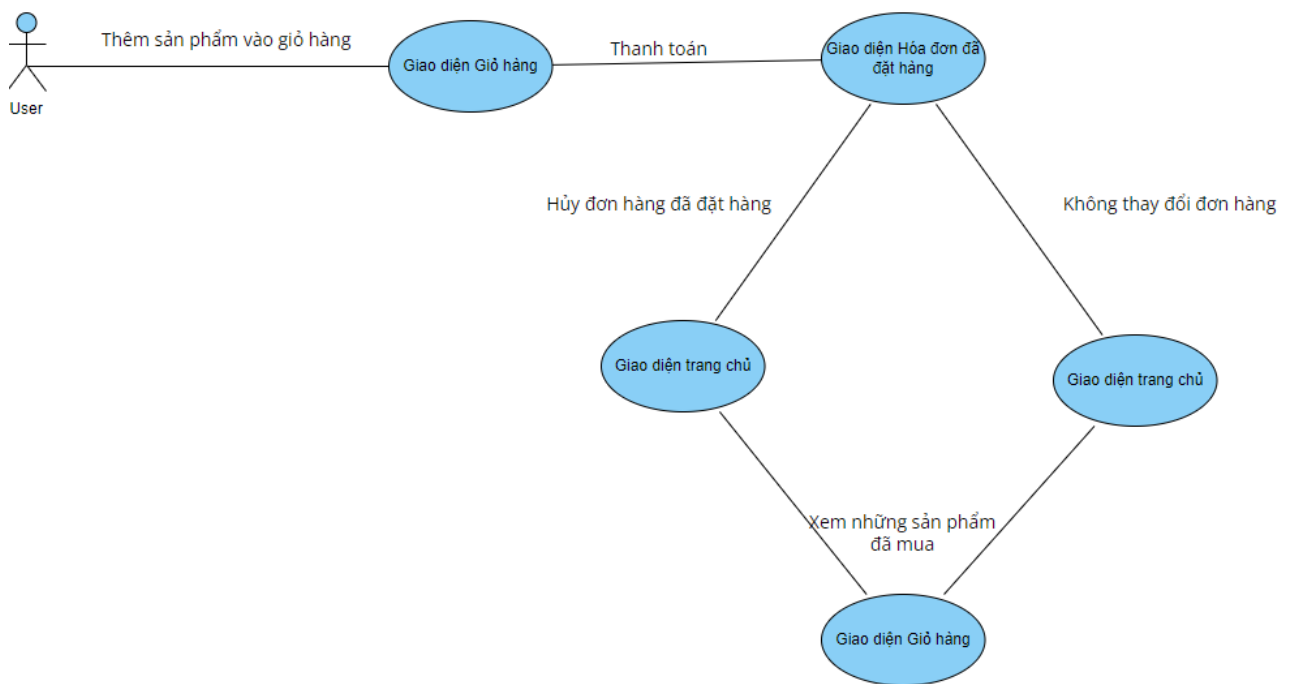 Thêm sản phẩm vào giỏ hàng
User
Giao diện Giỏ hàng
Thanh toán
Giao diện Hóa đơn đã
đặt hàng
Hủy đơn hàng đã đặt hàng
Không thay đổi đơn hàng
Giao diện trang chủ
Giao diện trang chủ
Xem những sản phẩm
đã mua
Giao diện Giỏ hàng